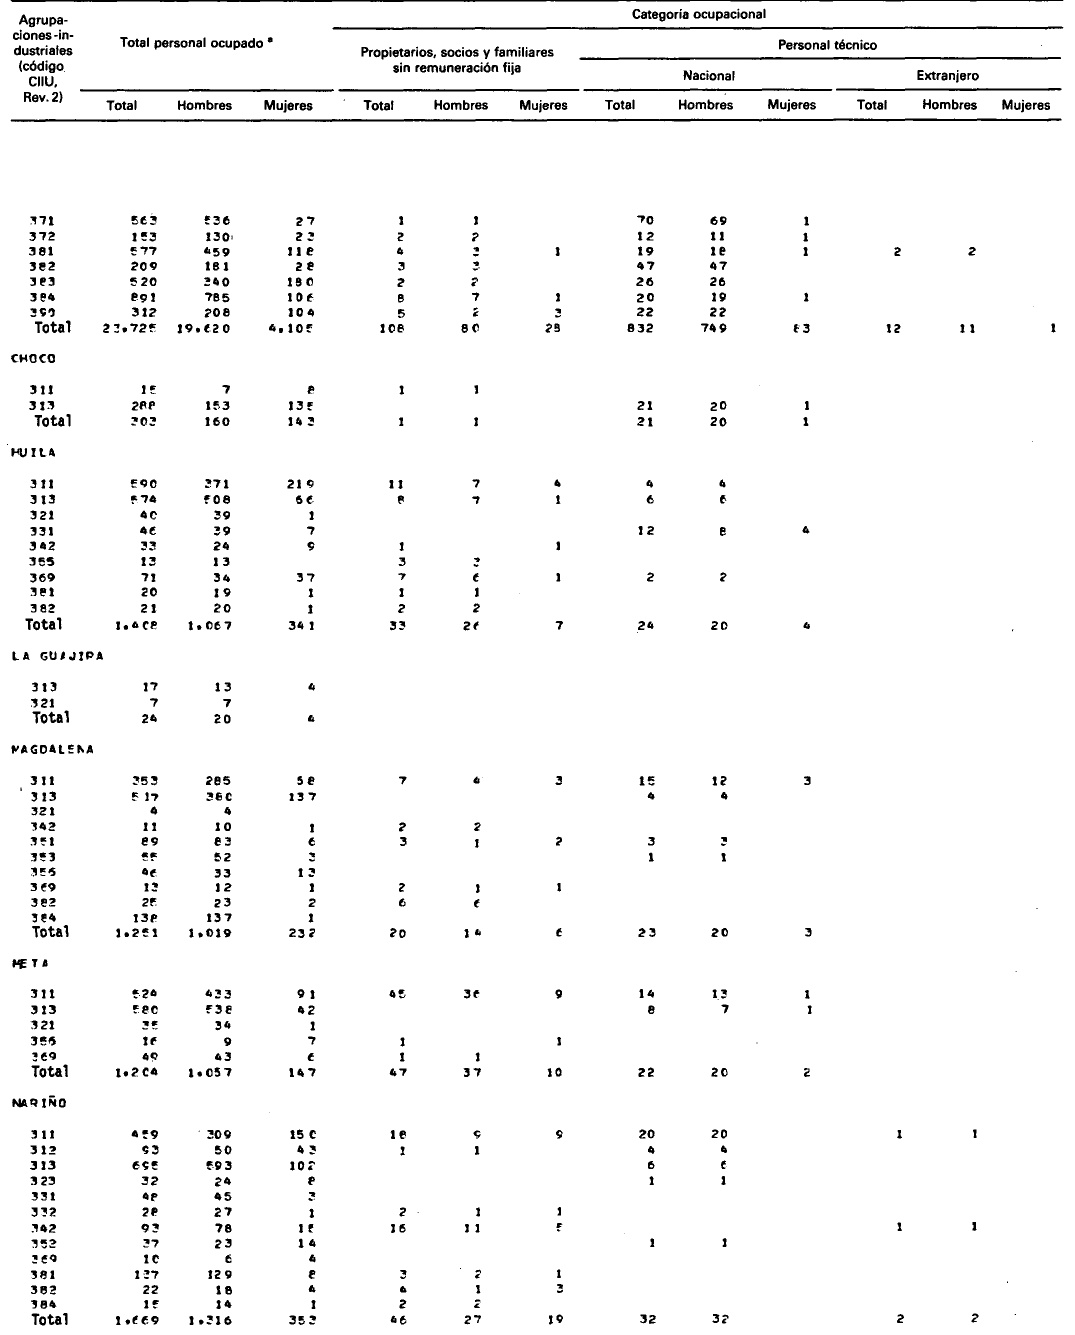 Agrupaciones-industriales (código CIIU, Rev. 2) Total personal ocupado * Categoría ocupacional
Propietarios, socios y familiares sin remuneración fija Personal técnico
Nacional Extranjero
Total Hombres Mujeres Total Hombres Mujeres Total Hombres Mujeres Total Hombres Mujeres
371 563 536 27 1 1 70 69 1
372 153 130 23 2 2 12 11 1
381 577 459 118 4 3 1 19 18 1 2 2
382 209 181 28 3 3 47 47
383 520 340 180 2 2 26 26
384 891 785 106 8 7 1 20 19 1
390 312 208 104 5 2 3 22 22
Total 23.725 19.620 4.105 108 80 28 832 749 83 12 11 1
CHOCO
311 15 7 8 1 1
313 288 153 135 21 20 1
Total 303 160 143 1 1 21 20 1
HUILA
311 590 371 219 11 7 4 4 4
313 574 508 66 8 7 1 6 6
321 40 39 1
331 46 39 7 12 8 4
342 33 24 9 1 1
355 13 13 3 3
369 71 34 37 7 6 1 2 2
381 20 19 1 1 1
382 21 20 1 2 2
Total 1.408 1.067 341 33 26 7 24 20 4
LA GUAJIRA
313 17 13 4
321 7 7
Total 24 20 4
MAGDALENA
311 353 285 58 7 4 3 15 12 3
313 517 380 137 4 4
321 4 4
342 11 10 1 2 2
351 89 83 6 3 1 2 3 3
353 55 52 3 1 1
355 46 33 13
369 13 12 1 2 1 1
382 25 23 2 6 6
384 138 137 1
Total 1.251 1.019 232 20 14 6 23 20 3
META
311 524 433 91 45 36 9 14 13 1
313 580 538 42 8 7 1
321 35 34 1
355 16 9 7 1 1
369 49 43 6 1 1
Total 1.204 1.057 147 47 37 10 22 20 2
NARIÑO
311 459 309 150 18 9 9 20 20 1 1
312 93 50 43 1 1 4 4
313 695 593 102 6 6
323 32 24 8 1 1
331 48 45 3
332 28 27 1 2 1 1
342 93 78 15 16 11 5 1 1
352 37 23 14 1 1
369 10 6 4
381 137 129 8 3 2 1
382 22 18 4 4 1 3
384 15 14 1 2 2
Total 1.669 1.316 353 46 27 19 32 32 2 2